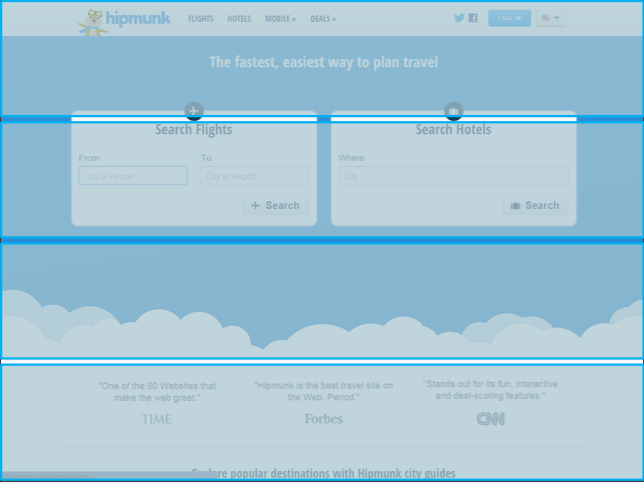 hipmunk FLIGHTS HOTELS MOBILE » DEALS » LOG IN
The fastest, easiest way to plan travel
Search Flights
Search Hotels
From To Where
City or Airport City or Airport City
Search Search
"One of the 50 Websites that
make the web great."
TIME
"Hipmunk is the best travel site on
the Web. Period."
Forbes
"Stands out for its fun, interactive
and deal-scoring features."
CNN
Explore popular destinations with Hipmunk city guides